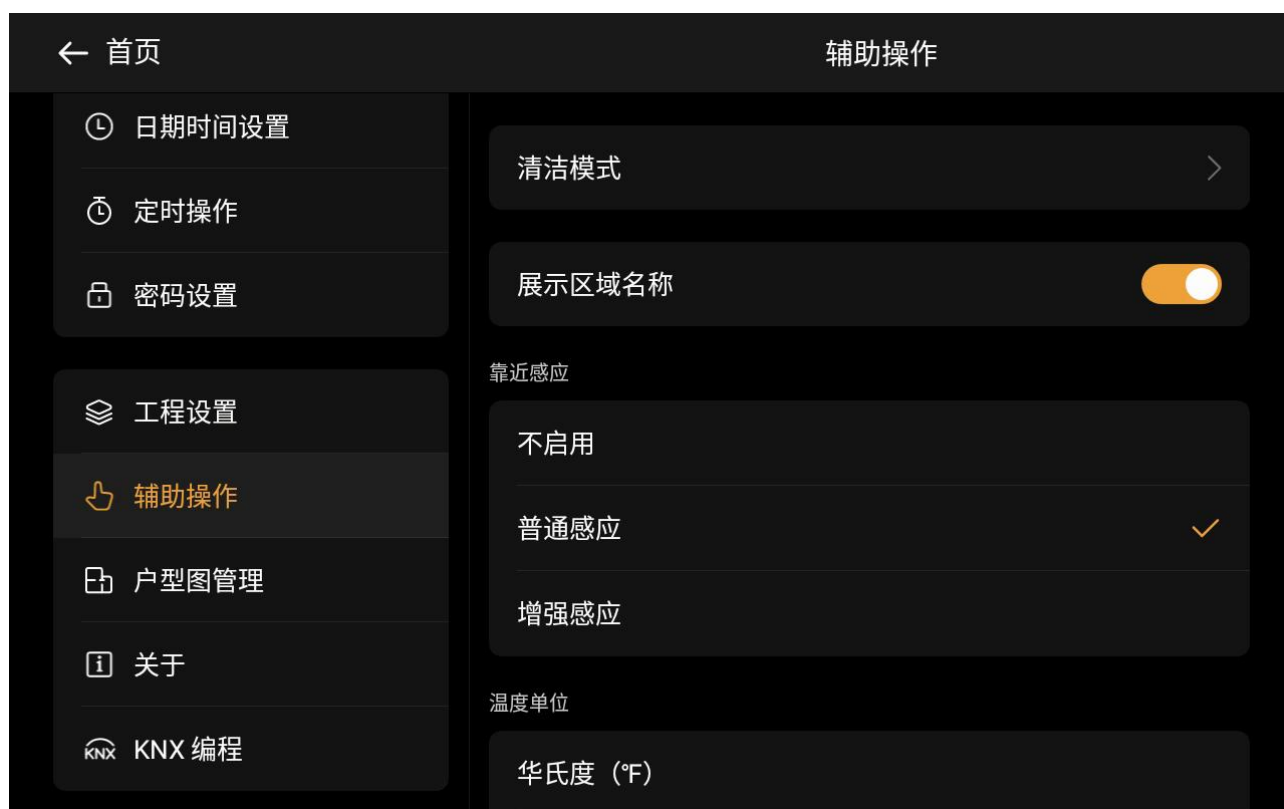 首页
辅助操作
日期时间设置
定时操作
密码设置
工程设置
辅助操作
户型图管理
关于
KNX KNX 编程
清洁模式
展示区域名称
靠近感应
不启用
普通感应
增强感应
温度单位
华氏度（℉）